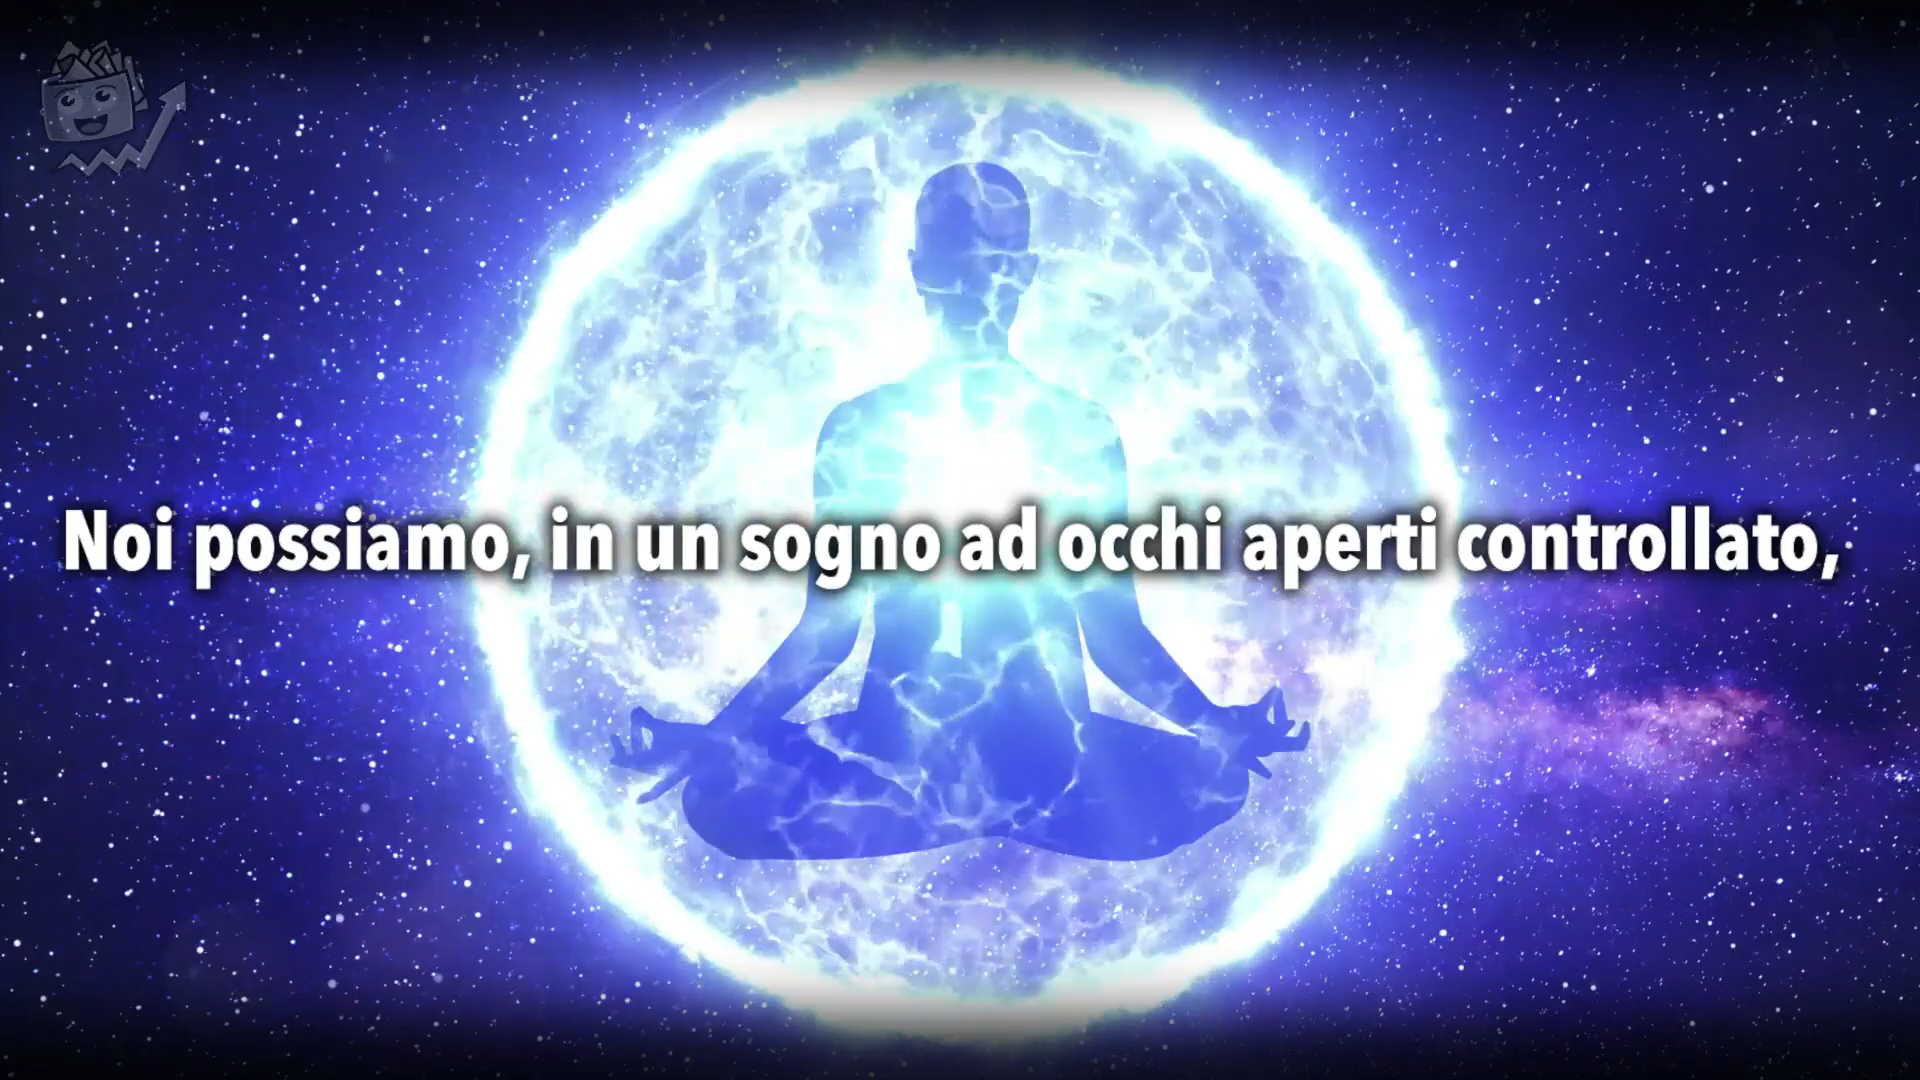 Noi possiamo, in un sogno ad occhi aperti controllato,